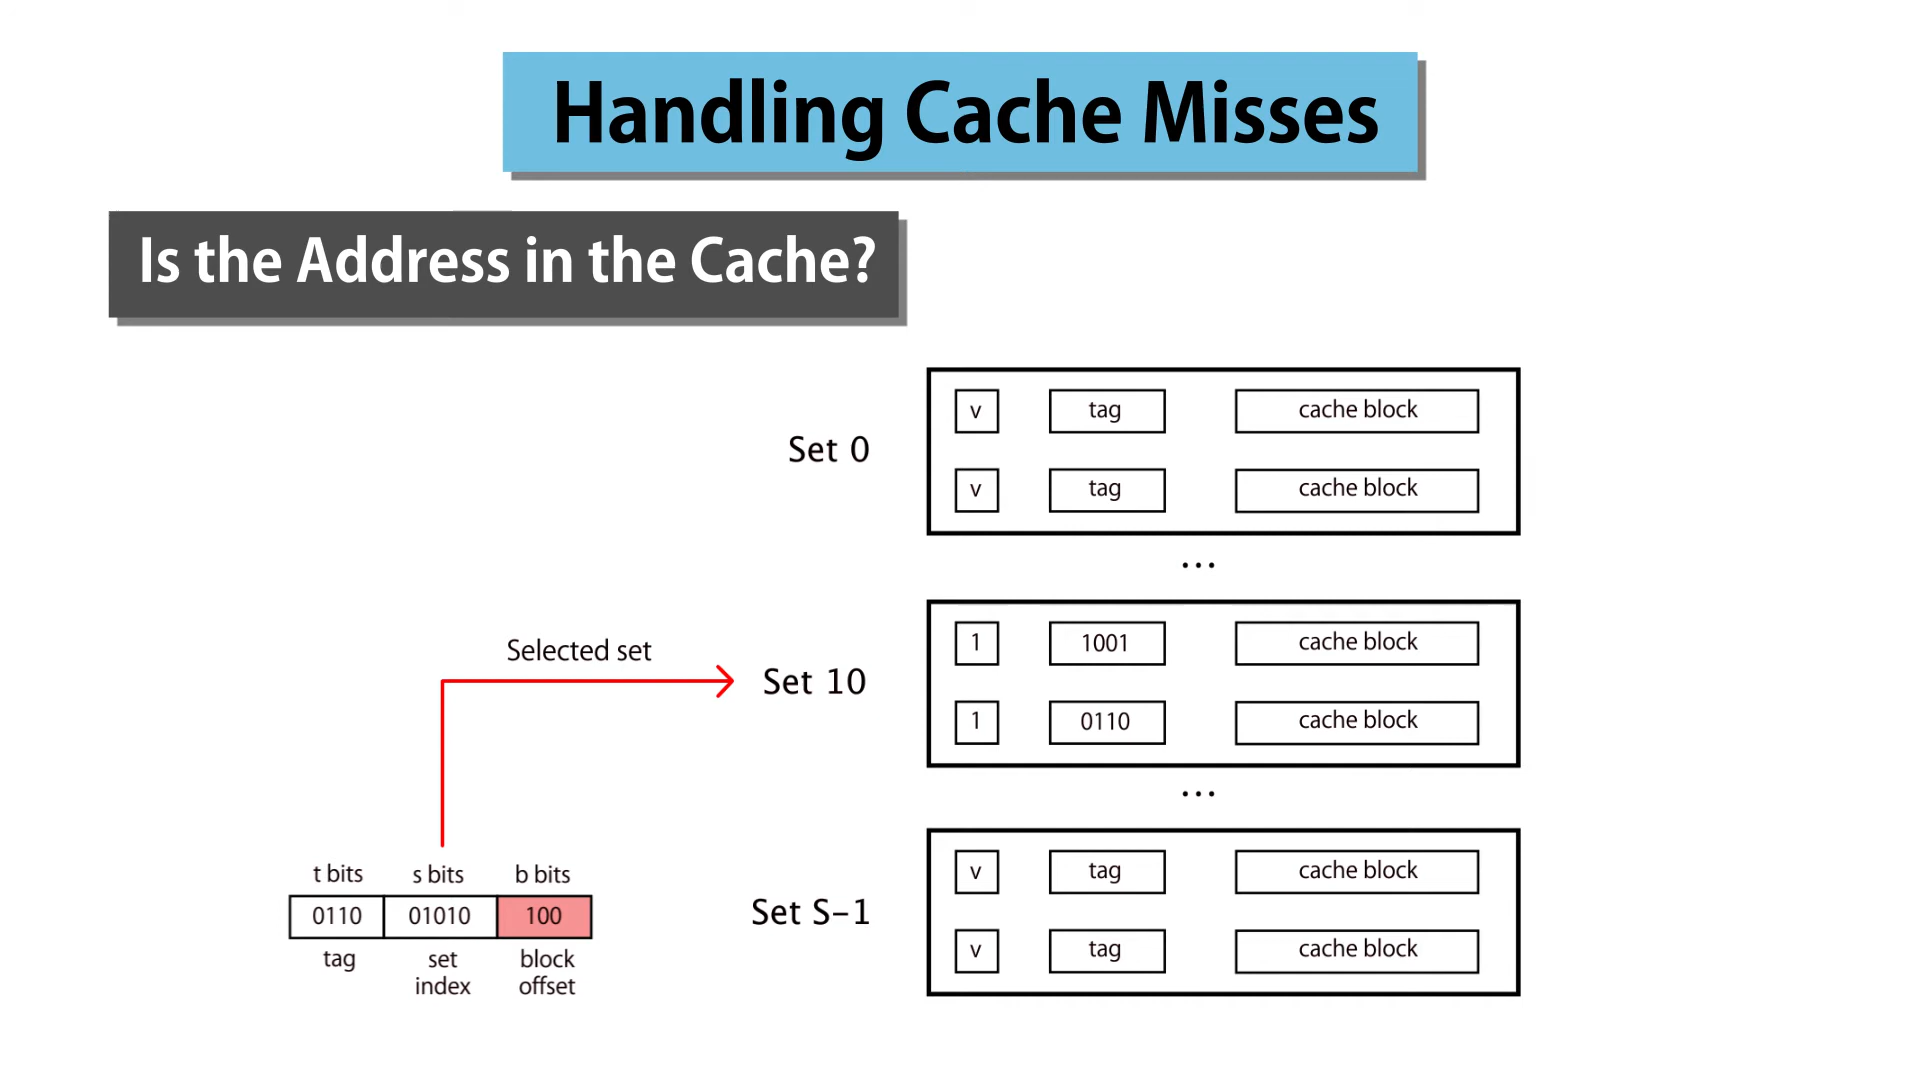 Handling Cache Misses
Is the Address in the Cache?
Set 0
v tag cache block
v tag cache block
...
Selected set
Set 10
1 1001 cache block
1 0110 cache block
...
Set S-1
v tag cache block
v tag cache block
t bits s bits b bits
0110 01010 100
tag set index block offset